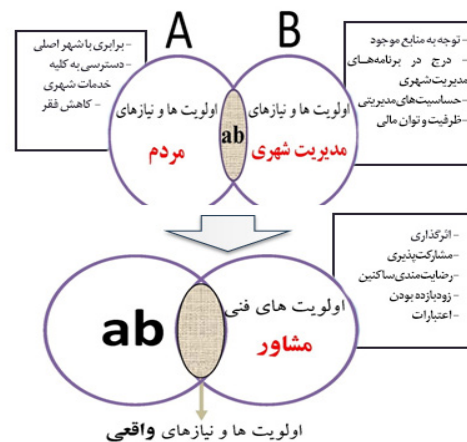 A
B
- برابری با شهر اصلی
- دسترسی به کلیه
خدمات شهری
- کاهش فقر
- توجه به منابع موجود
- درج در برنامه‌های
مدیریت شهری
- حساسیت‌های مدیریتی
- ظرفیت و توان مالی
اولویت ها و نیازهای
مردم
ab
اولویت ها و نیازهای
مدیریت شهری
- اثرگذاری
- مشارکت‌پذیری
- رضایت‌مندی ساکنین
- زودبازده بودن
- اعتبارات
ab
اولویت های فنی
مشاور
اولویت ها و نیازهای واقعی